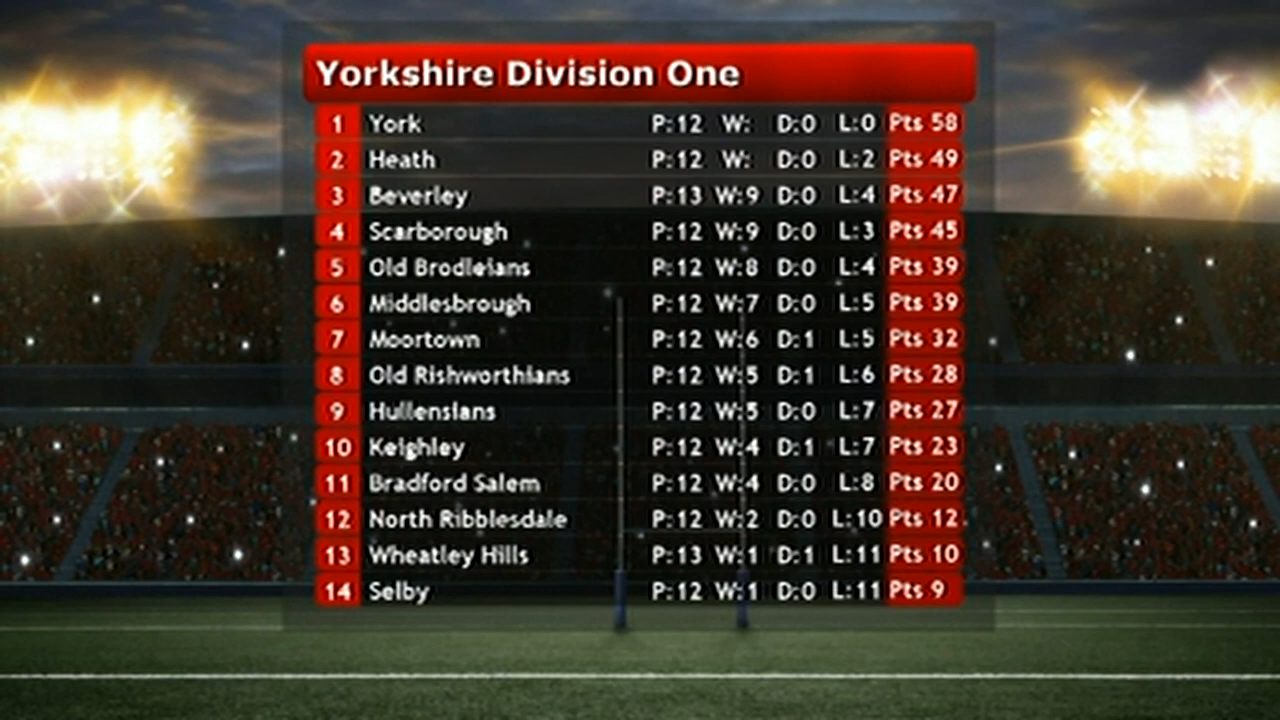 Yorkshire Division One
1 York P:12 W: D:0 L:0 Pts 58
2 Heath P:12 W: D:0 L:2 Pts 49
3 Beverley P:13 W:9 D:0 L:4 Pts 47
4 Scarborough P:12 W:9 D:0 L:3 Pts 45
5 Old Brodleians P:12 W:8 D:0 L:4 Pts 39
6 Middlesbrough P:12 W:7 D:0 L:5 Pts 39
7 Moortown P:12 W:6 D:1 L:5 Pts 32
8 Old Rishworthians P:12 W:5 D:1 L:6 Pts 28
9 Hullensians P:12 W:5 D:0 L:7 Pts 27
10 Keighley P:12 W:4 D:1 L:7 Pts 23
11 Bradford Salem P:12 W:4 D:0 L:8 Pts 20
12 North Ribblesdale P:12 W:2 D:0 L:10 Pts 12
13 Wheatley Hills P:13 W:1 D:1 L:11 Pts 10
14 Selby P:12 W:1 D:0 L:11 Pts 9